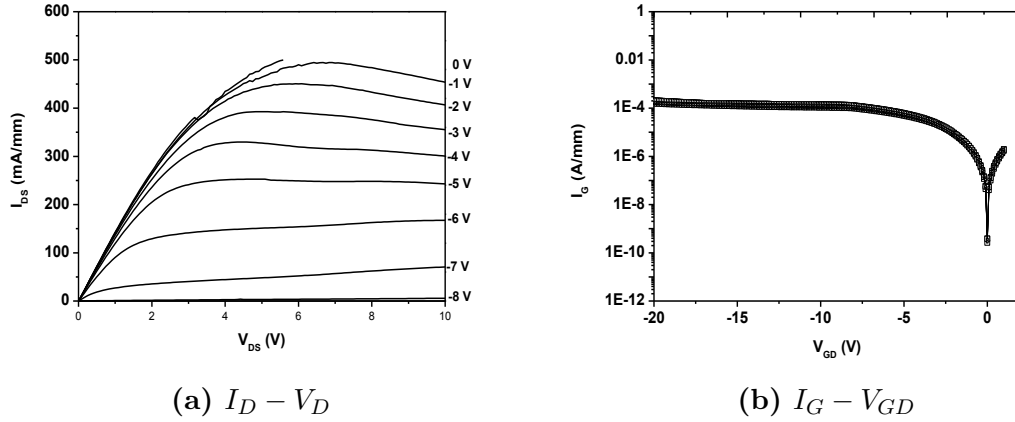 600
500
400
300
200
100
0
0
2
4
6
8
10
I_DS (mA/mm)
V_DS (V)
0 V
-1 V
-2 V
-3 V
-4 V
-5 V
-6 V
-7 V
-8 V
(a) I_D − V_D
1
0.01
1E-4
1E-6
1E-8
1E-10
1E-12
-20
-15
-10
-5
0
I_G (A/mm)
V_GD (V)
(b) I_G − V_GD